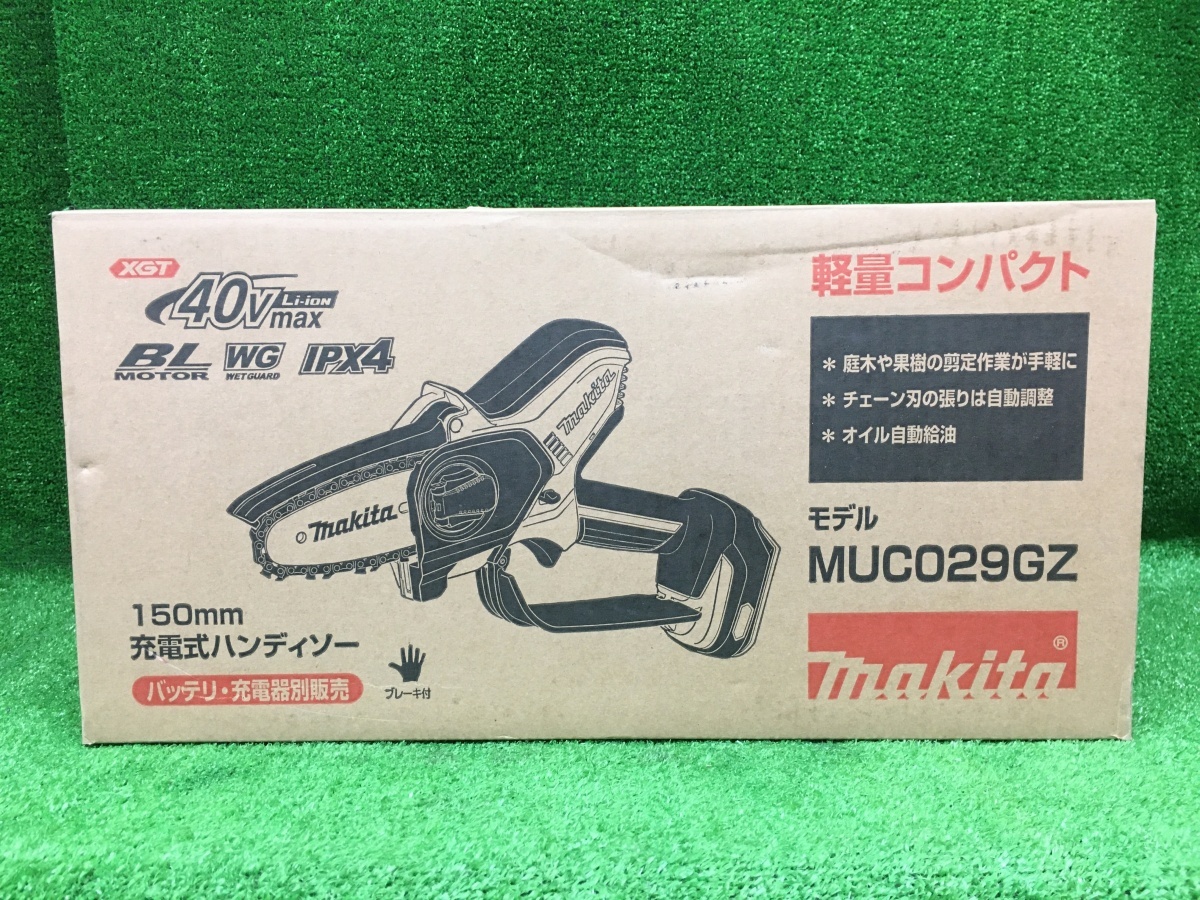 XGT
40Vmax Li-ion
BL MOTOR
WG WET GUARD
IPX4
makita
makita
150mm
充電式ハンディソー
バッテリ・充電器別販売
ブレーキ付
軽量コンパクト
* 庭木や果樹の剪定作業が手軽に
* チェーン刃の張りは自動調整
* オイル自動給油
モデル
MUC029GZ
makita®